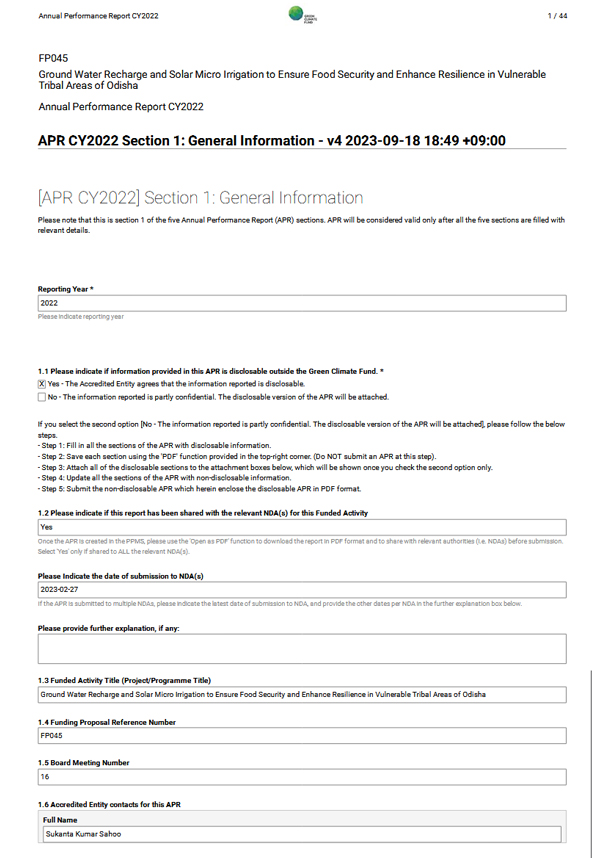 Annual Performance Report CY2022
GREEN
CLIMATE
FUND
1 / 44
FP045
Ground Water Recharge and Solar Micro Irrigation to Ensure Food Security and Enhance Resilience in Vulnerable
Tribal Areas of Odisha
Annual Performance Report CY2022
APR CY2022 Section 1: General Information - v4 2023-09-18 18:49 +09:00
[APR CY2022] Section 1: General Information
Please note that this is section 1 of the five Annual Performance Report (APR) sections. APR will be considered valid only after all the five sections are filled with
relevant details.
Reporting Year *
2022
Please indicate reporting year
1.1 Please indicate if information provided in this APR is disclosable outside the Green Climate Fund. *
X Yes - The Accredited Entity agrees that the information reported is disclosable.
No - The information reported is partly confidential. The disclosable version of the APR will be attached.
If you select the second option [No - The information reported is partly confidential. The disclosable version of the APR will be attached], please follow the below
steps.
- Step 1: Fill in all the sections of the APR with disclosable information.
- Step 2: Save each section using the 'PDF' function provided in the top-right corner. (Do NOT submit an APR at this step).
- Step 3: Attach all of the disclosable sections to the attachment boxes below, which will be shown once you check the second option only.
- Step 4: Update all the sections of the APR with non-disclosable information.
- Step 5: Submit the non-disclosable APR which herein enclose the disclosable APR in PDF format.
1.2 Please indicate if this report has been shared with the relevant NDA(s) for this Funded Activity
Yes
Once the APR is created in the PPMS, please use the 'Open as PDF' function to download the report in PDF format and to share with relevant authorities (i.e. NDAs) before submission.
Select 'Yes' only if shared to ALL the relevant NDA(s).
Please Indicate the date of submission to NDA(s)
2023-02-27
If the APR is submitted to multiple NDAs, please indicate the latest date of submission to NDA, and provide the other dates per NDA in the further explanation box below.
Please provide further explanation, if any:
1.3 Funded Activity Title (Project/Programme Title)
Ground Water Recharge and Solar Micro Irrigation to Ensure Food Security and Enhance Resilience in Vulnerable Tribal Areas of Odisha
1.4 Funding Proposal Reference Number
FP045
1.5 Board Meeting Number
16
1.6 Accredited Entity contacts for this APR
Full Name
Sukanta Kumar Sahoo